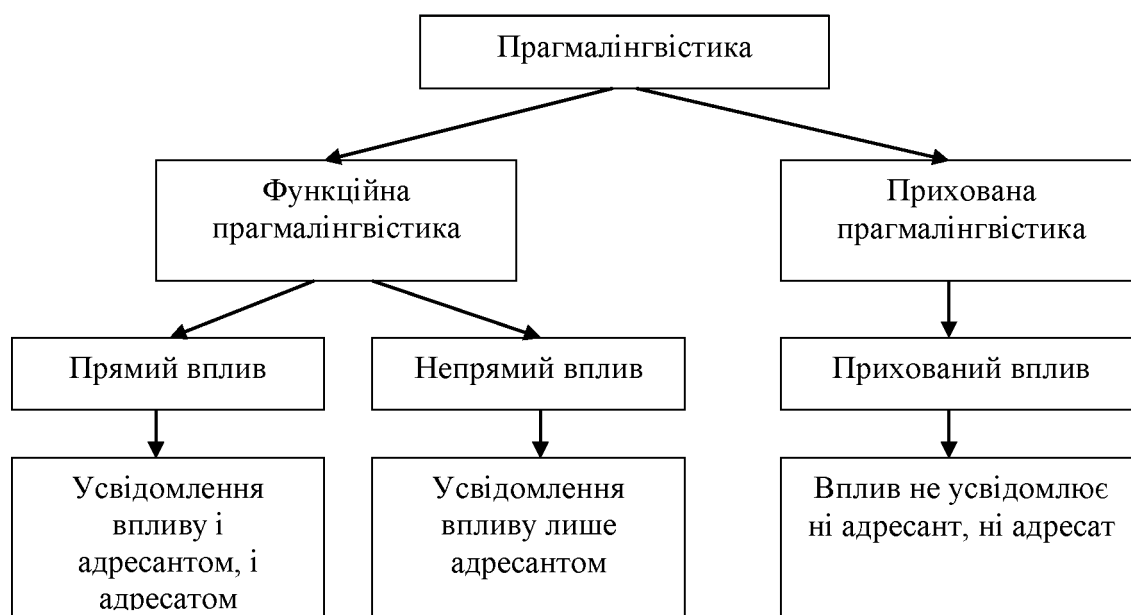 Прагмалінгвістика
Функційна
прагмалінгвістика
Прихована
прагмалінгвістика
Прямий вплив
Непрямий вплив
Прихований вплив
Усвідомлення
впливу і
адресантом, і
адресатом
Усвідомлення
впливу лише
адресантом
Вплив не усвідомлює
ні адресант, ні адресат